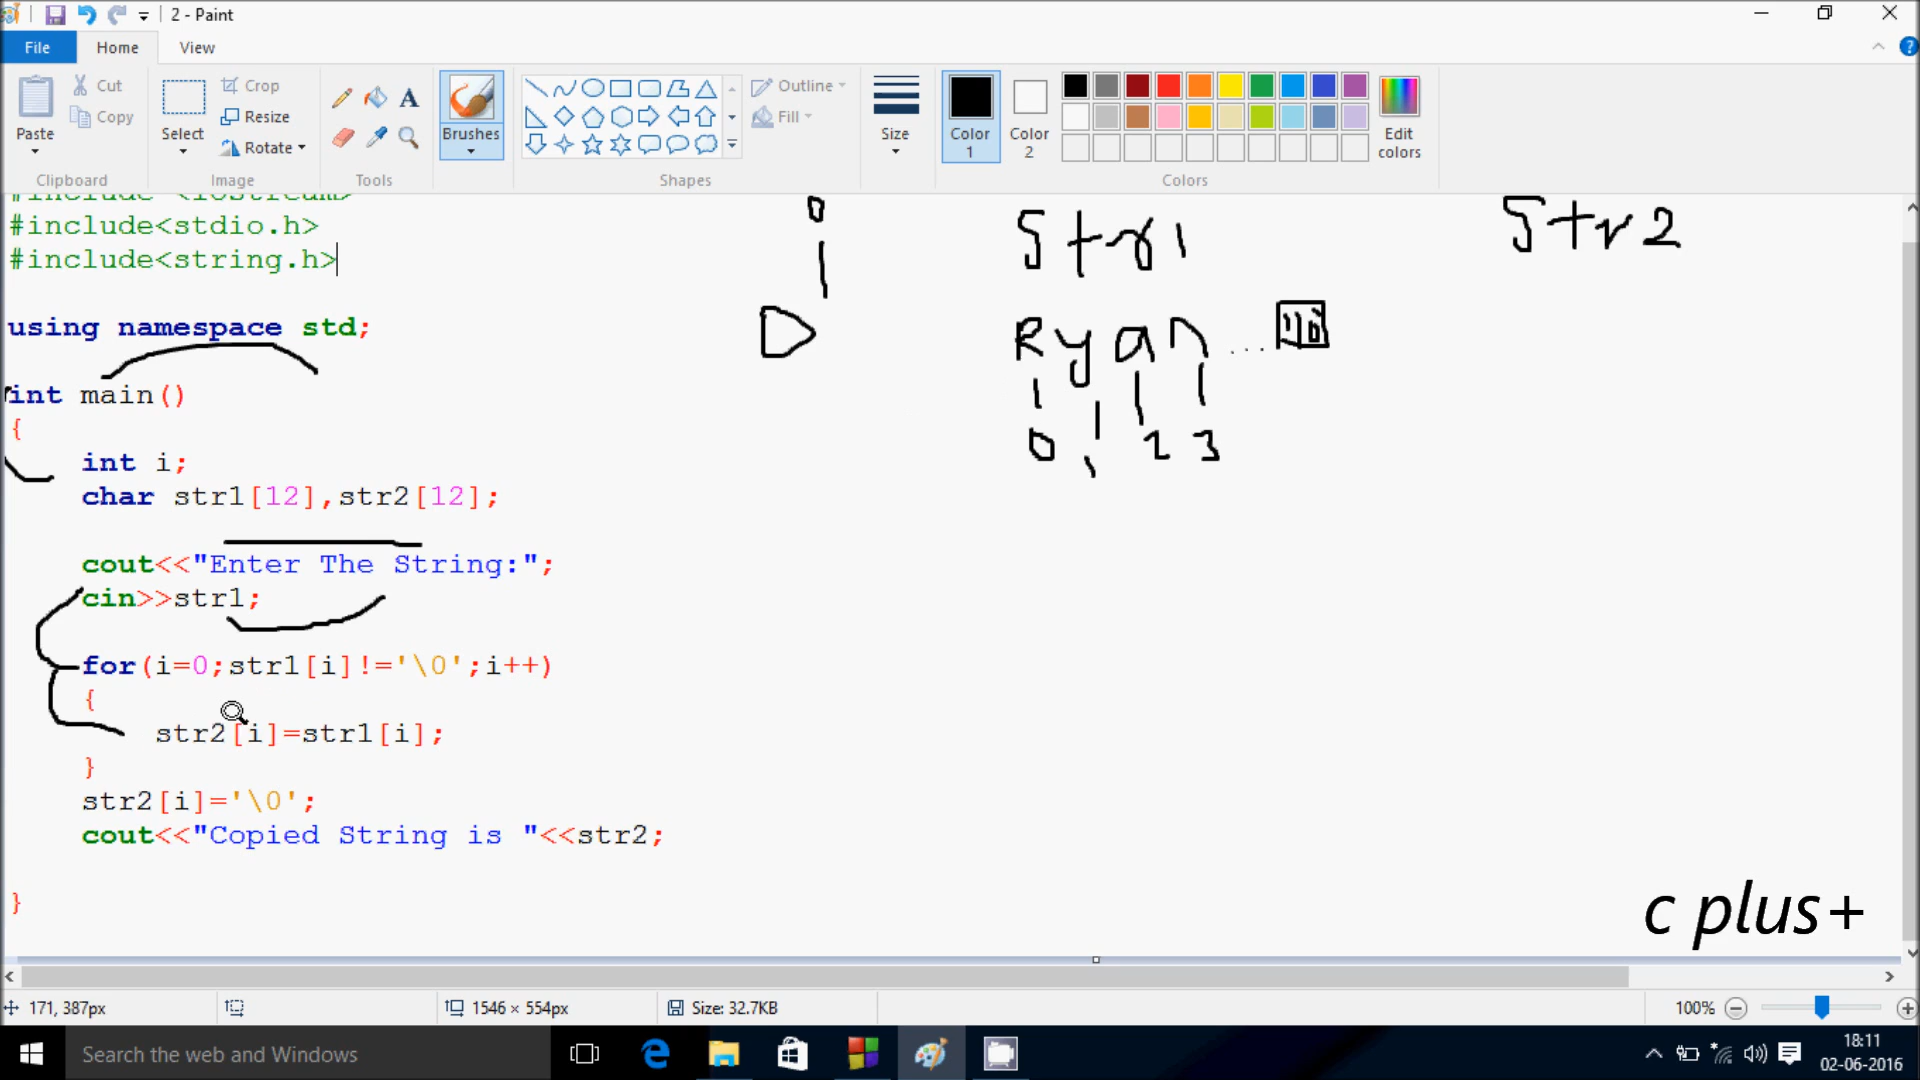 2 - Paint
File Home View
Paste
Cut
Copy
Clipboard
Select
Crop
Resize
Rotate
Image
Tools
Brushes
Shapes
Outline
Fill
Size
Color 1
Color 2
Edit colors
Colors
#include <iostream>
#include<stdio.h>
#include<string.h>
using namespace std;
int main()
{
int i;
char str1[12],str2[12];
cout<<"Enter The String:";
cin>>str1;
for(i=0;str1[i]!='\0';i++)
{
str2[i]=str1[i];
}
str2[i]='\0';
cout<<"Copied String is "<<str2;
}
i
Str1
Str2
Ryan ...
0 1 2 3
c plus+
171, 387px
1546 × 554px
Size: 32.7KB
100%
Search the web and Windows
18:11
02-06-2016